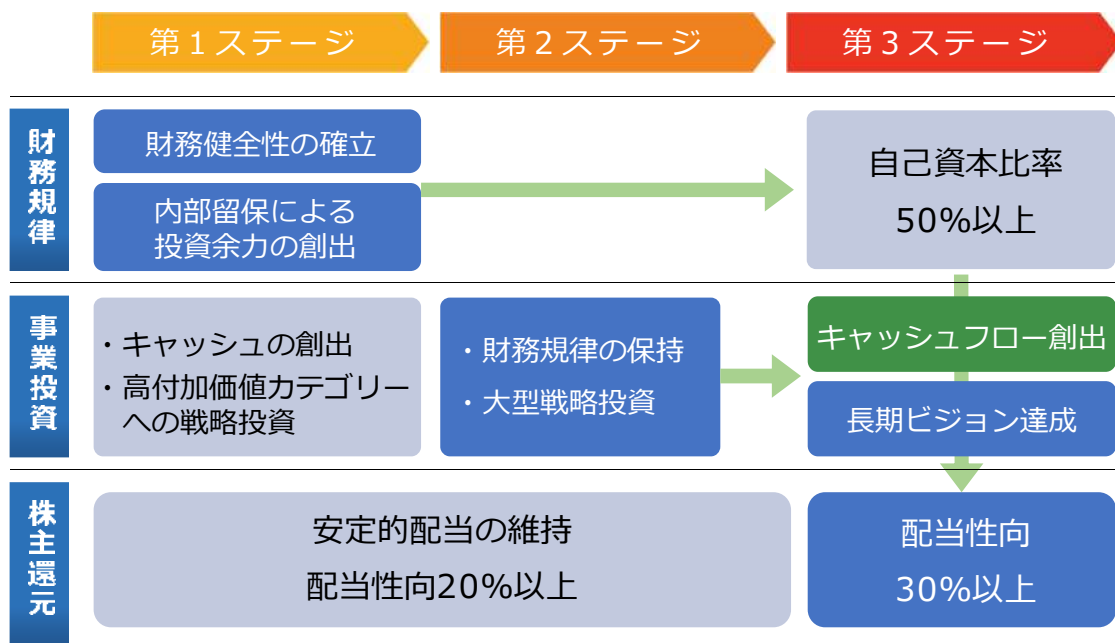 第１ステージ
第２ステージ
第３ステージ
財務規律
財務健全性の確立
内部留保による
投資余力の創出
自己資本比率
50%以上
事業投資
・キャッシュの創出
・高付加価値カテゴリー
への戦略投資
・財務規律の保持
・大型戦略投資
キャッシュフロー創出
長期ビジョン達成
株主還元
安定的配当の維持
配当性向20%以上
配当性向
30%以上